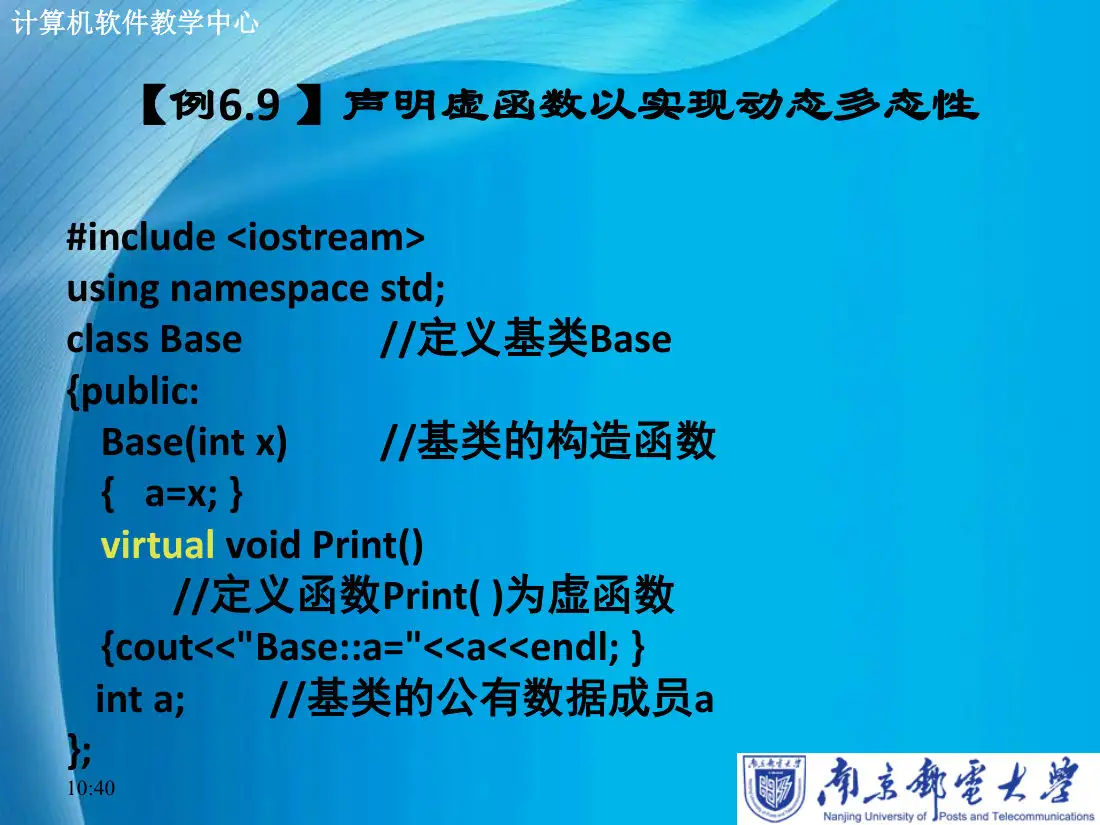 计算机软件教学中心
【例6.9 】声明虚函数以实现动态多态性
#include <iostream>
using namespace std;
class Base //定义基类Base
{public:
Base(int x) //基类的构造函数
{ a=x; }
virtual void Print()
//定义函数Print( )为虚函数
{cout<<"Base::a="<<a<<endl; }
int a; //基类的公有数据成员a
};
10:40
南京邮电大学
Nanjing University of Posts and Telecommunications